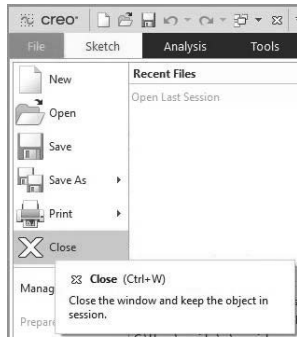 creo
File Sketch Analysis Tools
New
Recent Files
Open Last Session
Open
Save
Save As
Print
Close
Close (Ctrl+W)
Manag
Close the window and keep the object in
session.
Prepar